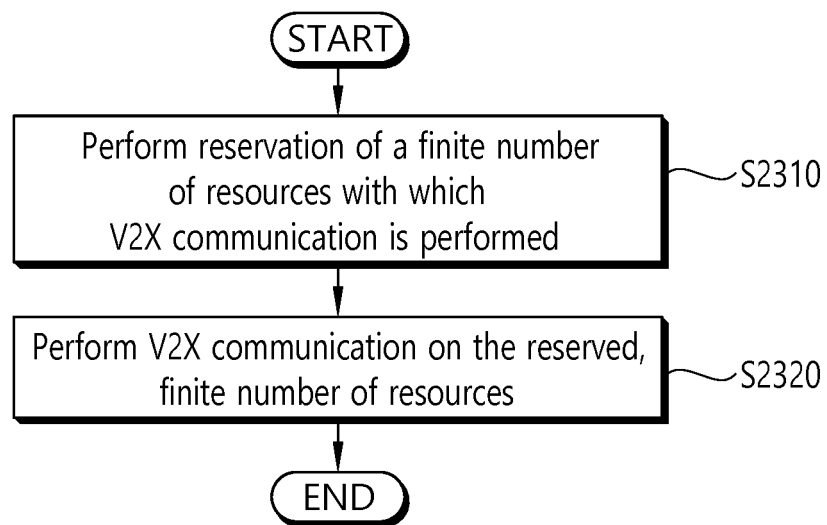 START
Perform reservation of a finite number
of resources with which
V2X communication is performed
S2310
Perform V2X communication on the reserved,
finite number of resources
S2320
END